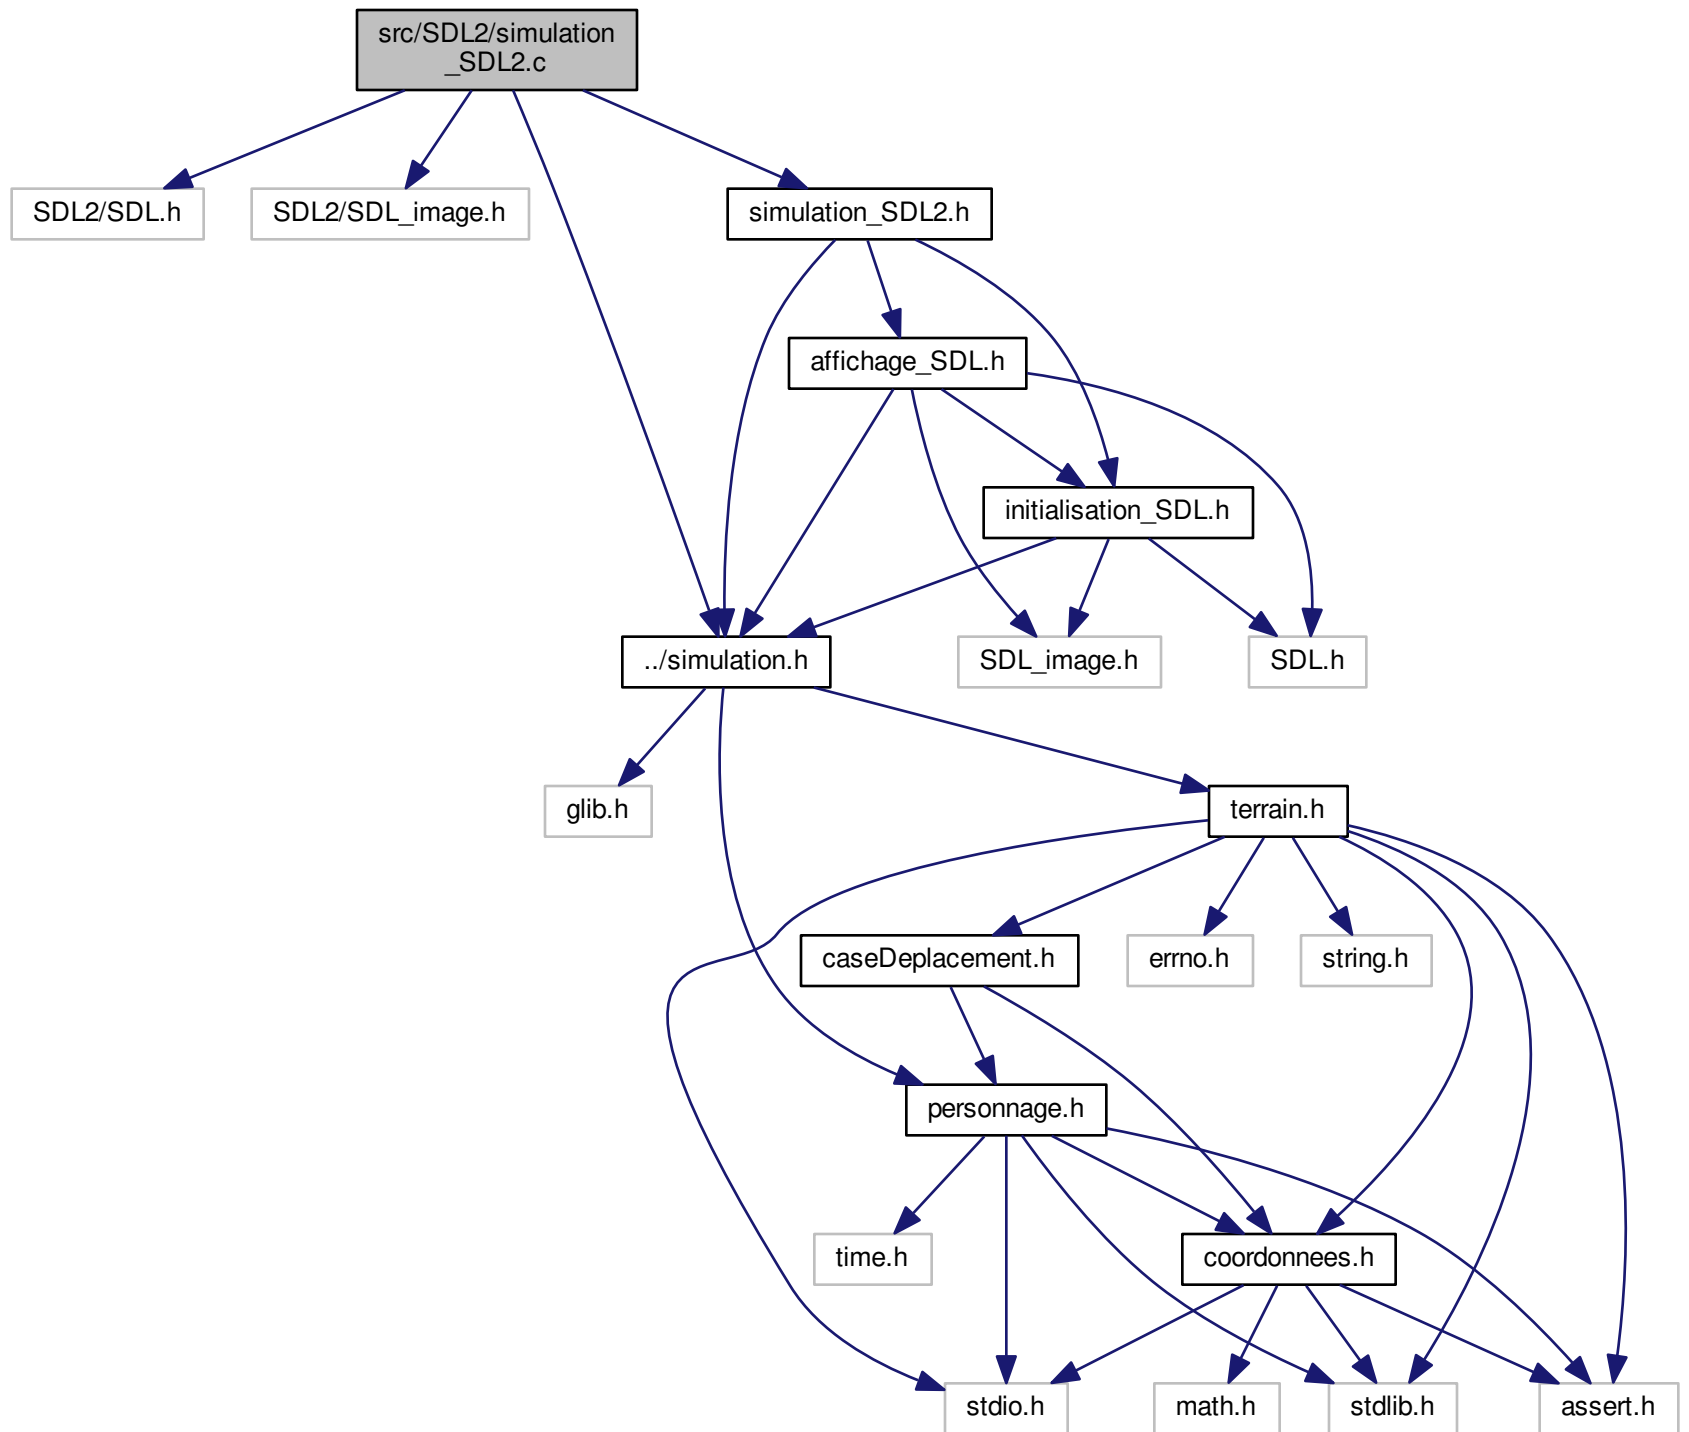 src/SDL2/simulation
_SDL2.c
SDL2/SDL.h
SDL2/SDL_image.h
simulation_SDL2.h
affichage_SDL.h
initialisation_SDL.h
../simulation.h
SDL_image.h
SDL.h
glib.h
terrain.h
caseDeplacement.h
errno.h
string.h
personnage.h
time.h
coordonnees.h
stdio.h
math.h
stdlib.h
assert.h